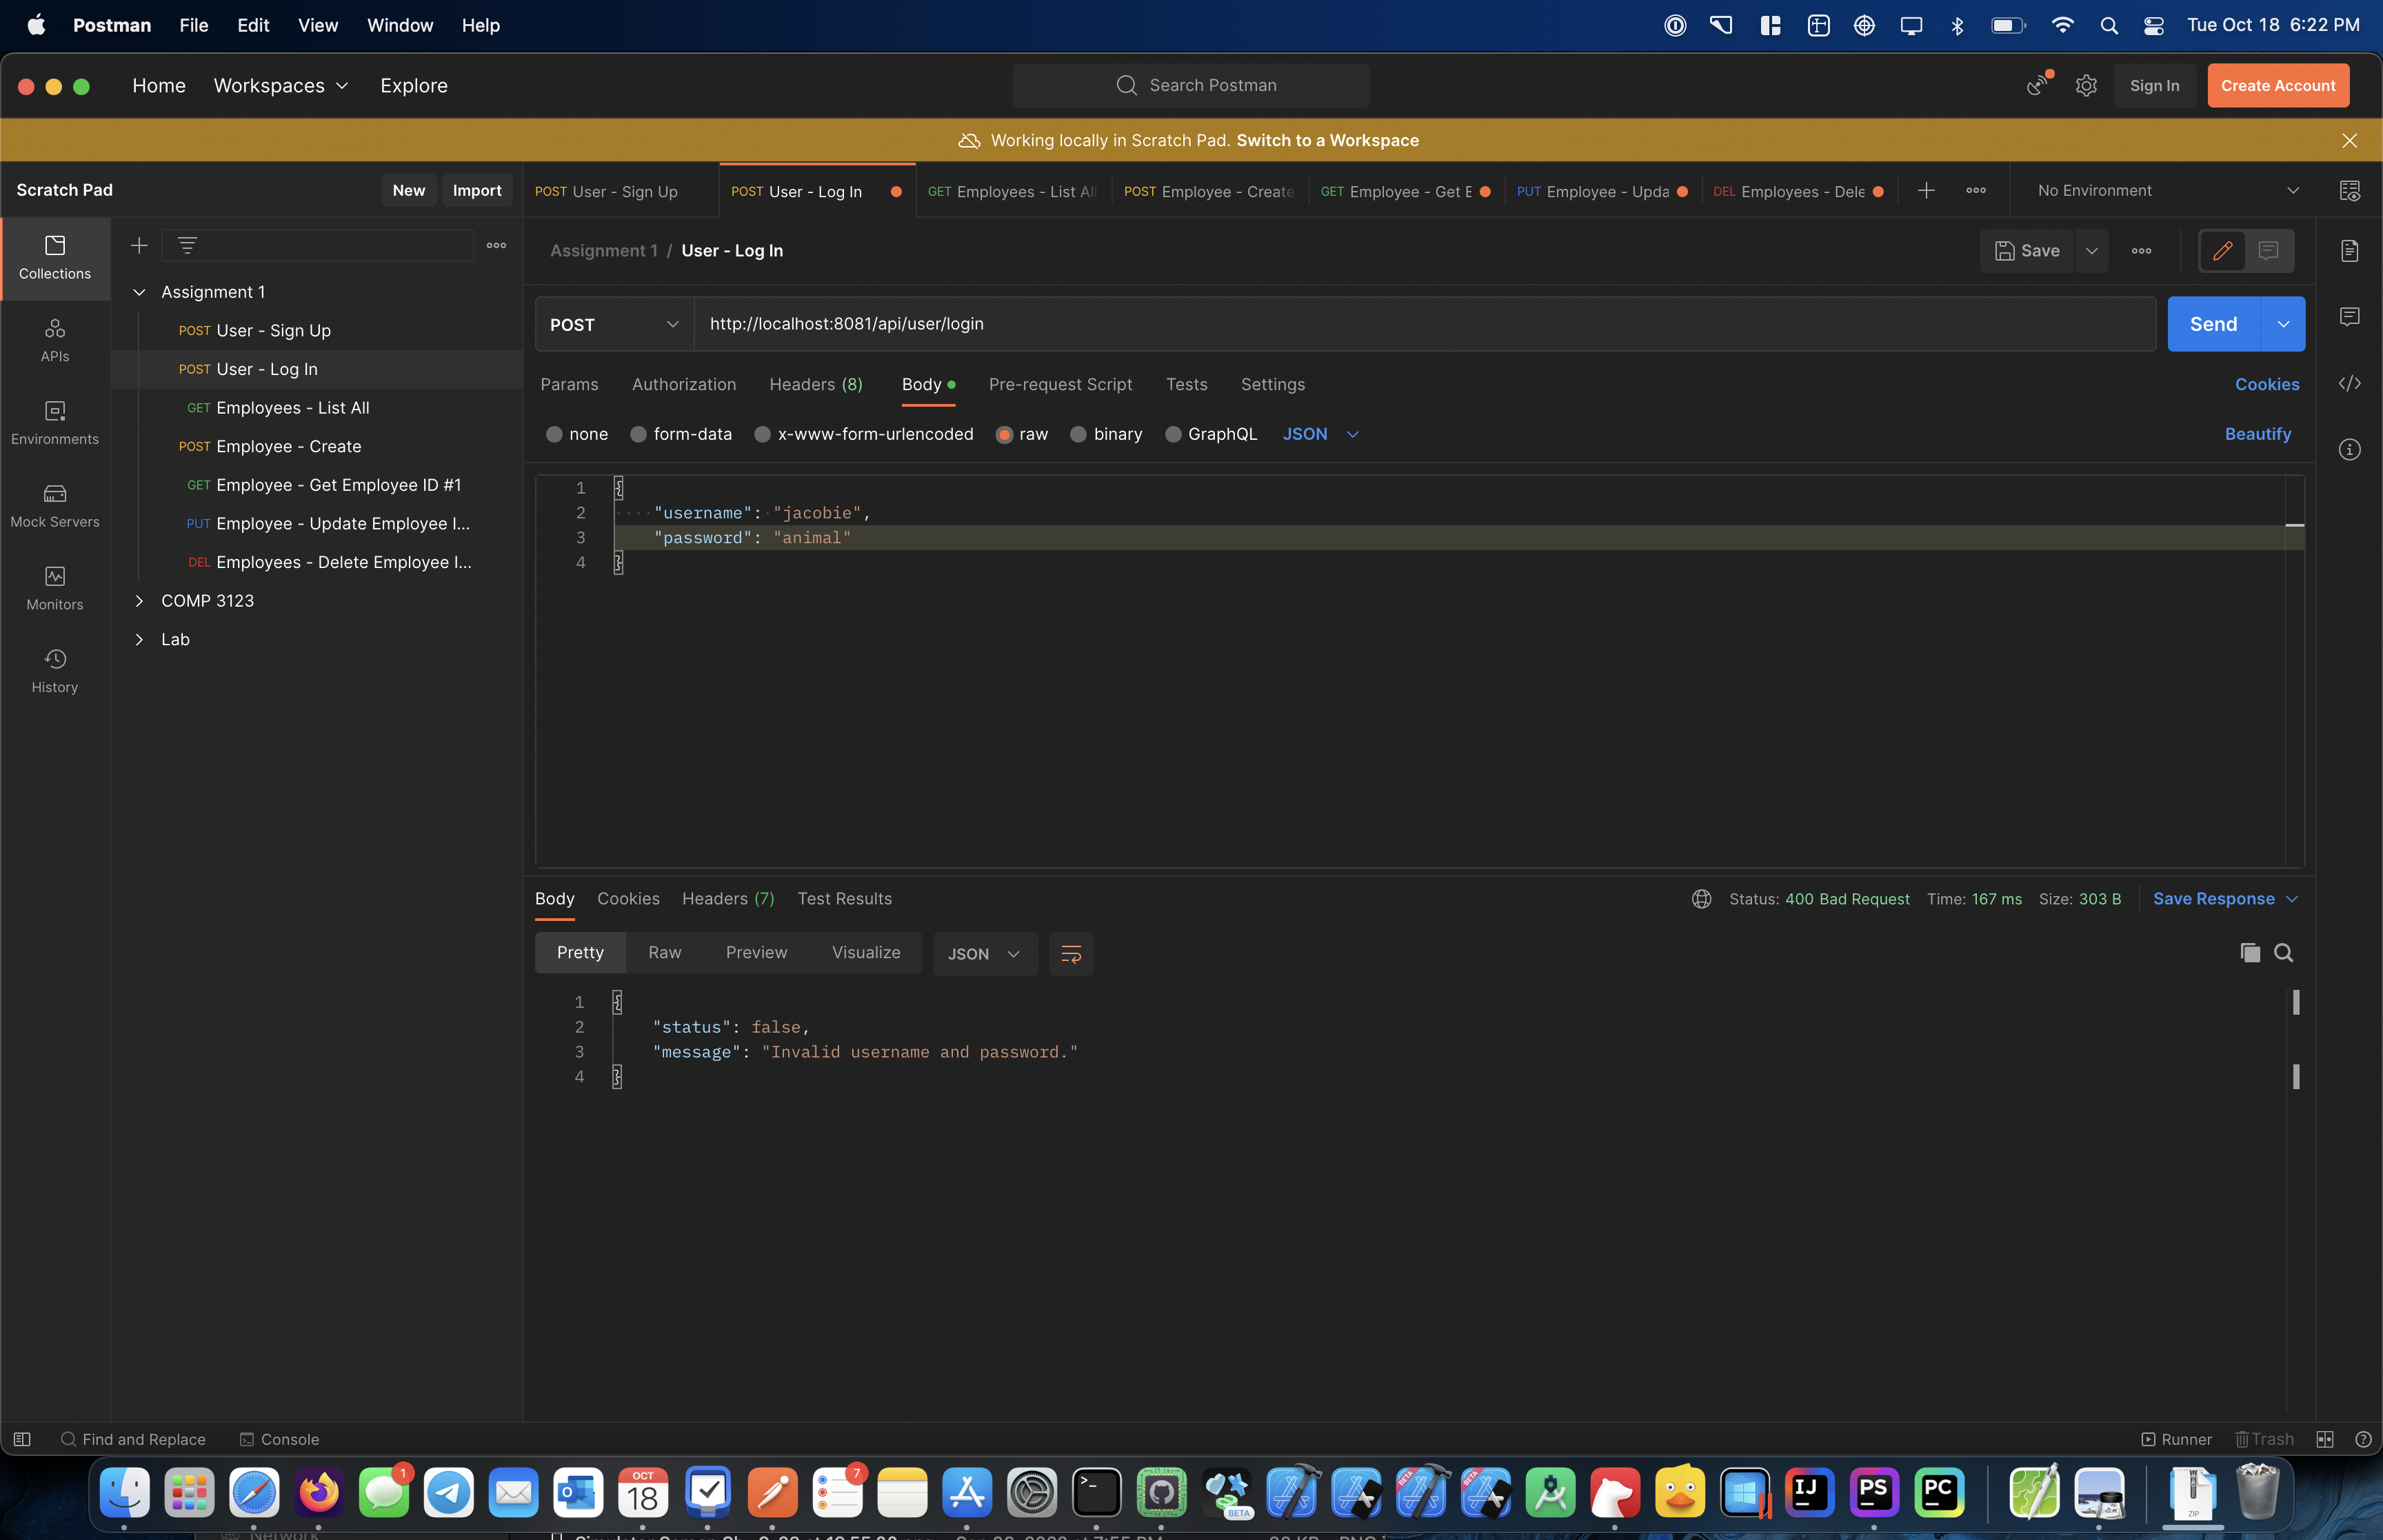 Postman File Edit View Window Help Tue Oct 18 6:22 PM
Home Workspaces Explore Search Postman Sign In Create Account
Working locally in Scratch Pad. Switch to a Workspace
Scratch Pad New Import POST User - Sign Up POST User - Log In GET Employees - List All POST Employee - Create GET Employee - Get E PUT Employee - Upda DEL Employees - Dele No Environment
Collections
APIs
Environments
Mock Servers
Monitors
History
Assignment 1
POST User - Sign Up
POST User - Log In
GET Employees - List All
POST Employee - Create
GET Employee - Get Employee ID #1
PUT Employee - Update Employee I...
DEL Employees - Delete Employee I...
COMP 3123
Lab
Assignment 1 / User - Log In Save
POST http://localhost:8081/api/user/login Send
Params Authorization Headers (8) Body Pre-request Script Tests Settings Cookies
none form-data x-www-form-urlencoded raw binary GraphQL JSON Beautify
1 {
2 "username": "jacobie",
3 "password": "animal"
4 }
Body Cookies Headers (7) Test Results Status: 400 Bad Request Time: 167 ms Size: 303 B Save Response
Pretty Raw Preview Visualize JSON
1 {
2 "status": false,
3 "message": "Invalid username and password."
4 }
Find and Replace Console Runner Trash
1 OCT 18 7 BETA BETA BETA IJ PS PC ZIP